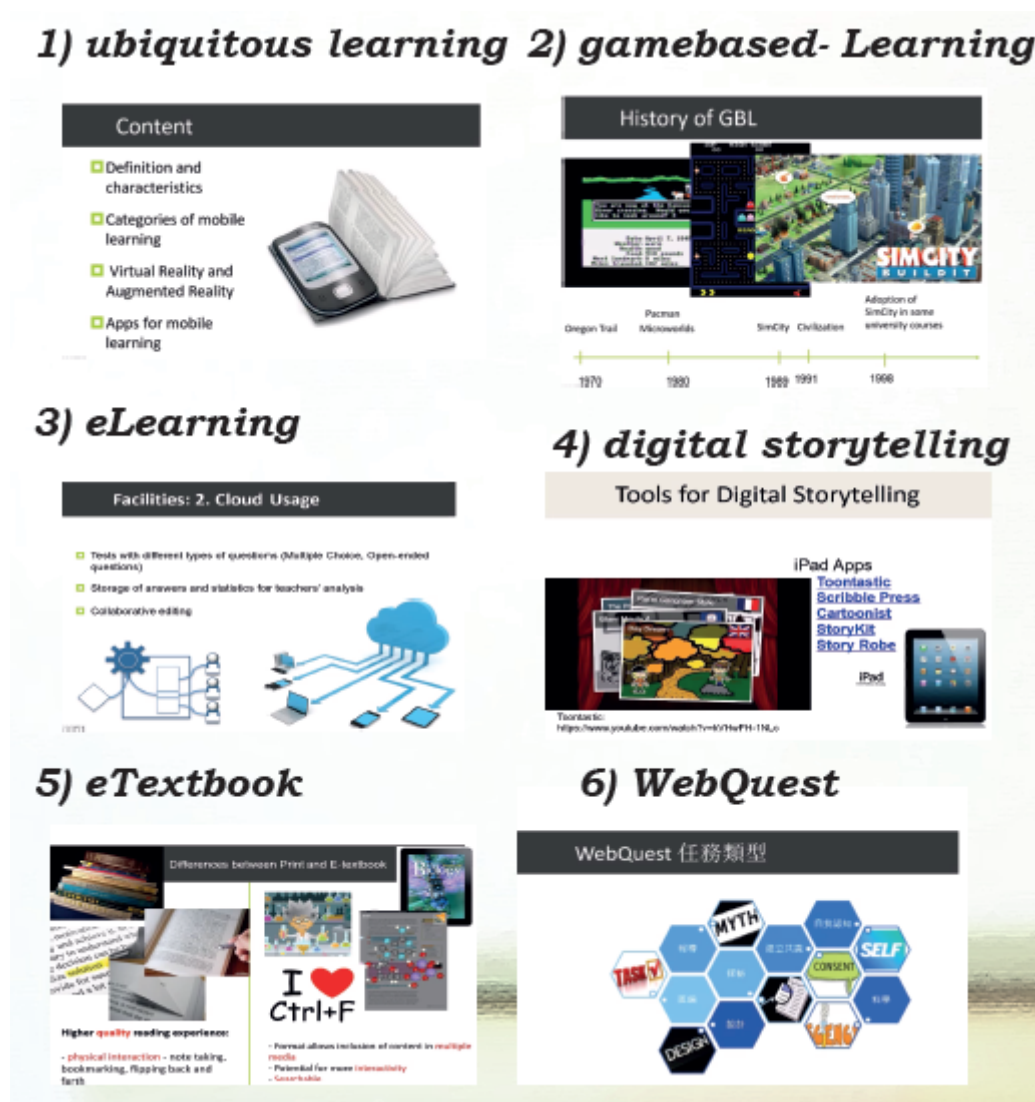 1) ubiquitous learning
2) gamebased- Learning
Content
Definition and
characteristics
Categories of mobile
learning
Virtual Reality and
Augmented Reality
Apps for mobile
learning
History of GBL
SIMCITY
BUILDIT
Oregon Trail
Pacman
Microworlds
SimCity
Civilization
Adoption of
SimCity in some
university courses
1970
1980
1989
1991
1998
3) eLearning
4) digital storytelling
Facilities: 2. Cloud Usage
Tests with different types of questions (Multiple Choice, Open-ended
questions)
Storage of answers and statistics for teachers' analysis
Collaborative editing
Tools for Digital Storytelling
iPad Apps
Toontastic
Scribble Press
Cartoonist
StoryKit
Story Robe
iPad
Toontastic:
5) eTextbook
6) WebQuest
Differences between Print and E-textbook
Biology
I
Ctrl+F
Higher quality reading experience:
- physical interaction - note taking,
bookmarking, flipping back and
forth
- Format allows inclusion of content in multiple
media
- Potential for more interactivity
- Searchable
WebQuest 任務類型
MYTH
TASK
SELF
CONSENT
設計
DESIGN